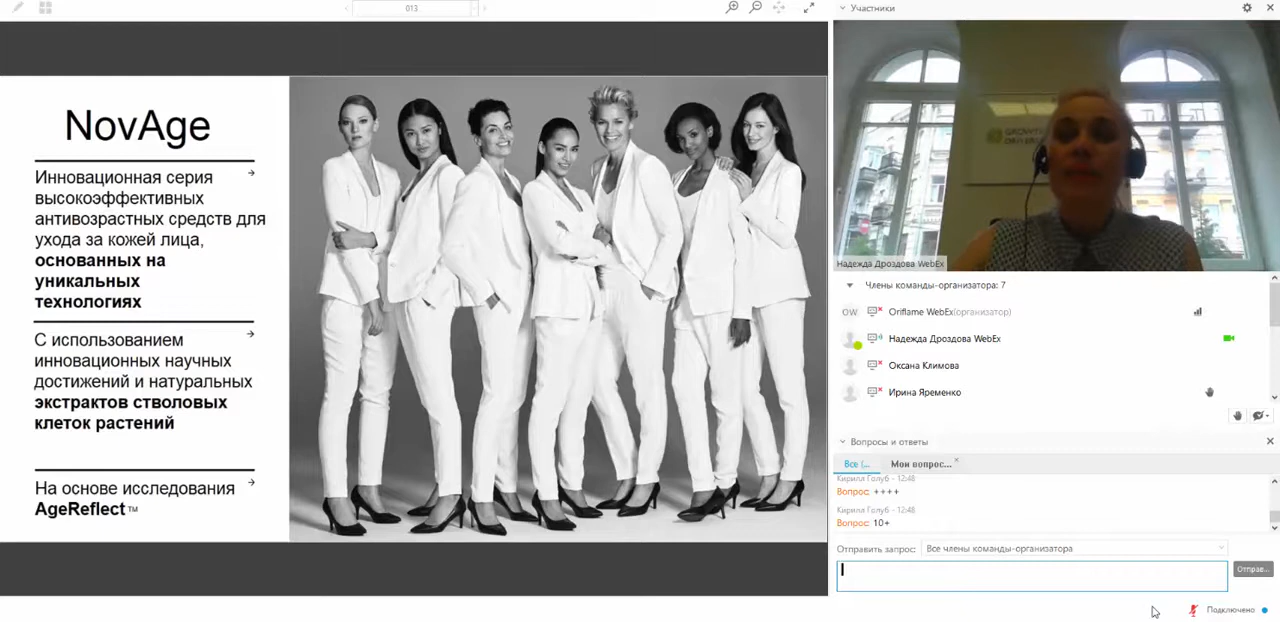 013
NovAge
Инновационная серия
высокоэффективных
антивозрастных средств для
ухода за кожей лица,
основанных на
уникальных
технологиях
С использованием
инновационных научных
достижений и натуральных
экстрактов стволовых
клеток растений
На основе исследования
AgeReflect™
Участники
Надежда Дроздова WebEx
Члены команды-организатора: 7
OW Oriflame WebEx(организатор)
Надежда Дроздова WebEx
Оксана Климова
Ирина Яременко
Вопросы и ответы
Все (... Мои вопрос...
Кирилл Голуб - 12:48
Вопрос: ++++
Кирилл Голуб - 12:48
Вопрос: 10+
Отправить запрос: Все члены команды-организатора
Отпра...
Подключено